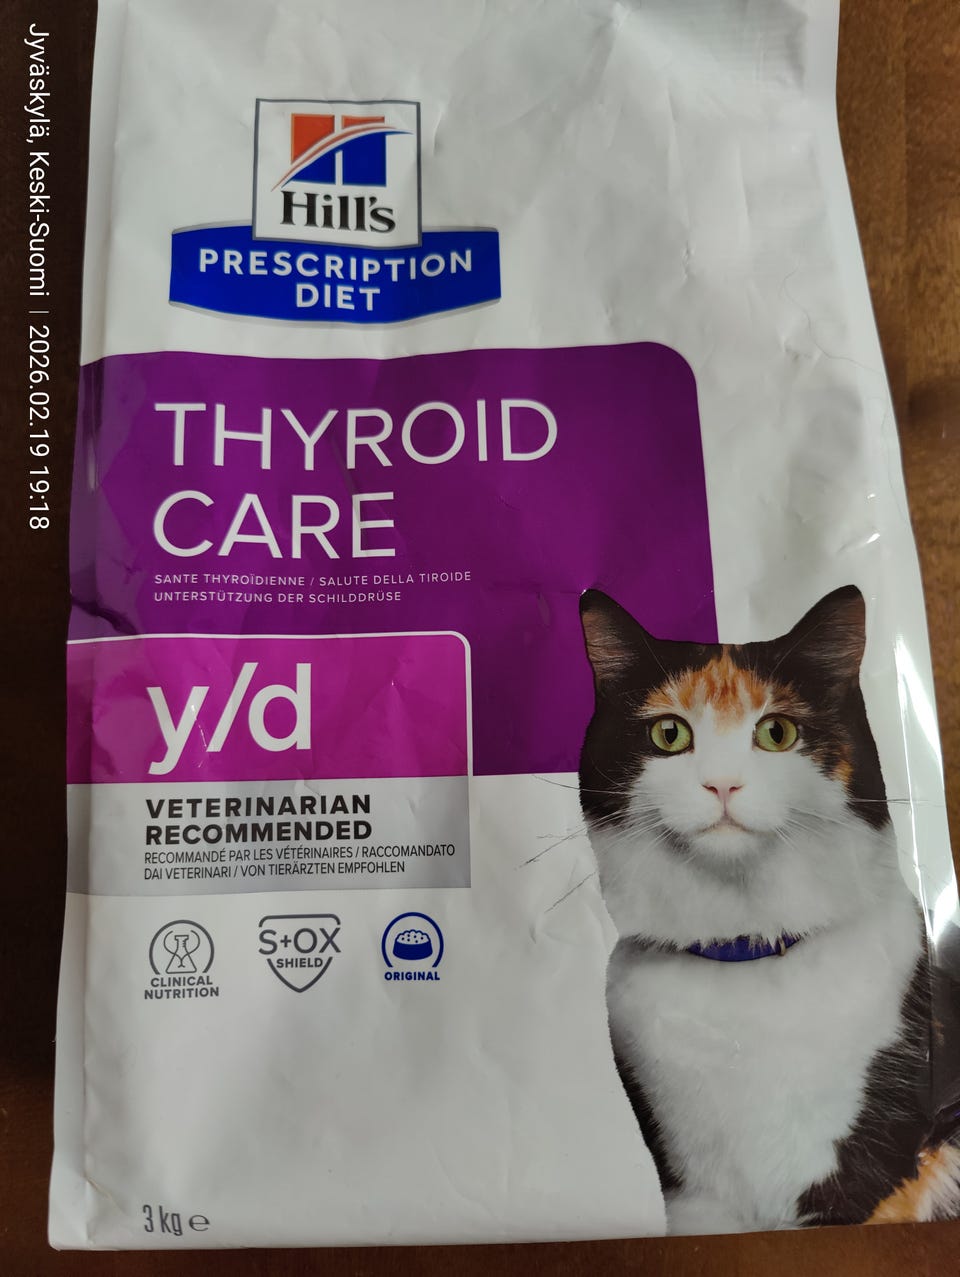 Jyväskylä, Keski-Suomi | 2026.02.19 19:18
Hill's
PRESCRIPTION
DIET
THYROID
CARE
SANTE THYROÏDIENNE / SALUTE DELLA TIROIDE
UNTERSTÜTZUNG DER SCHILDDRÜSE
y/d
VETERINARIAN
RECOMMENDED
RECOMMANDÉ PAR LES VÉTÉRINAIRES / RACCOMANDATO
DAI VETERINARI / VON TIERÄRZTEN EMPFOHLEN
CLINICAL
NUTRITION
S+OX
SHIELD
ORIGINAL
3 kg ℮